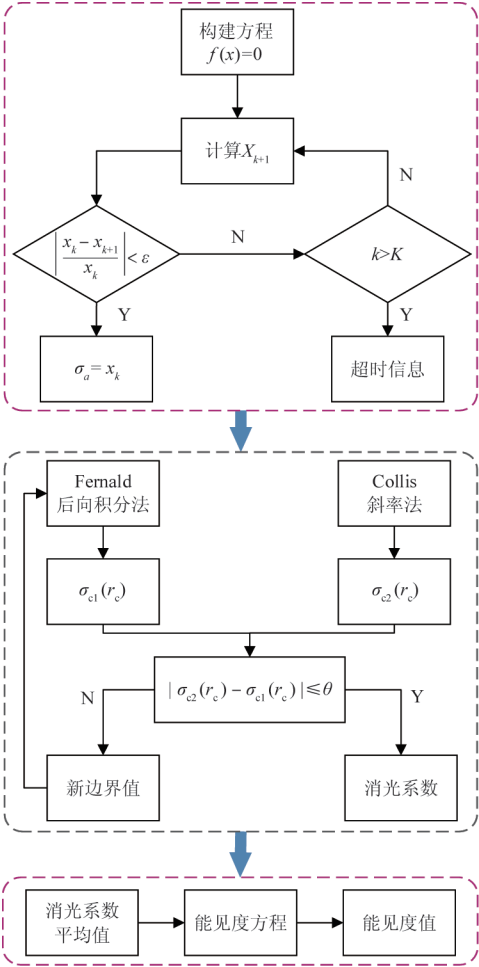 构建方程
f(x)=0
计算X_{k+1}
N
N
|\frac{x_k − x_{k+1}}{x_k}| < ε
k>K
Y
Y
σ_a = x_k
超时信息
Fernald
后向积分法
Collis
斜率法
σ_{c1}(r_c)
σ_{c2}(r_c)
| σ_{c2}(r_c) − σ_{c1}(r_c) | ⩽ θ
N
Y
新边界值
消光系数
消光系数
平均值
能见度方程
能见度值